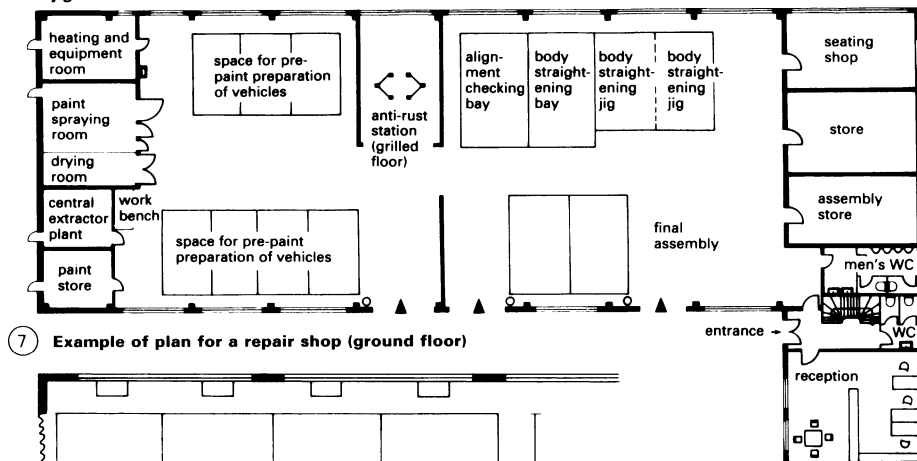 heating and
equipment
room
space for pre-
paint preparation
of vehicles
align-
ment
checking
bay
body
straight-
ening
bay
body
straight-
ening
jig
body
straight-
ening
jig
seating
shop
paint
spraying
room
anti-rust
station
(grilled
floor)
store
drying
room
central
extractor
plant
work
bench
assembly
store
space for pre-paint
preparation of vehicles
final
assembly
paint
store
men's WC
entrance
WC
7 Example of plan for a repair shop (ground floor)
reception